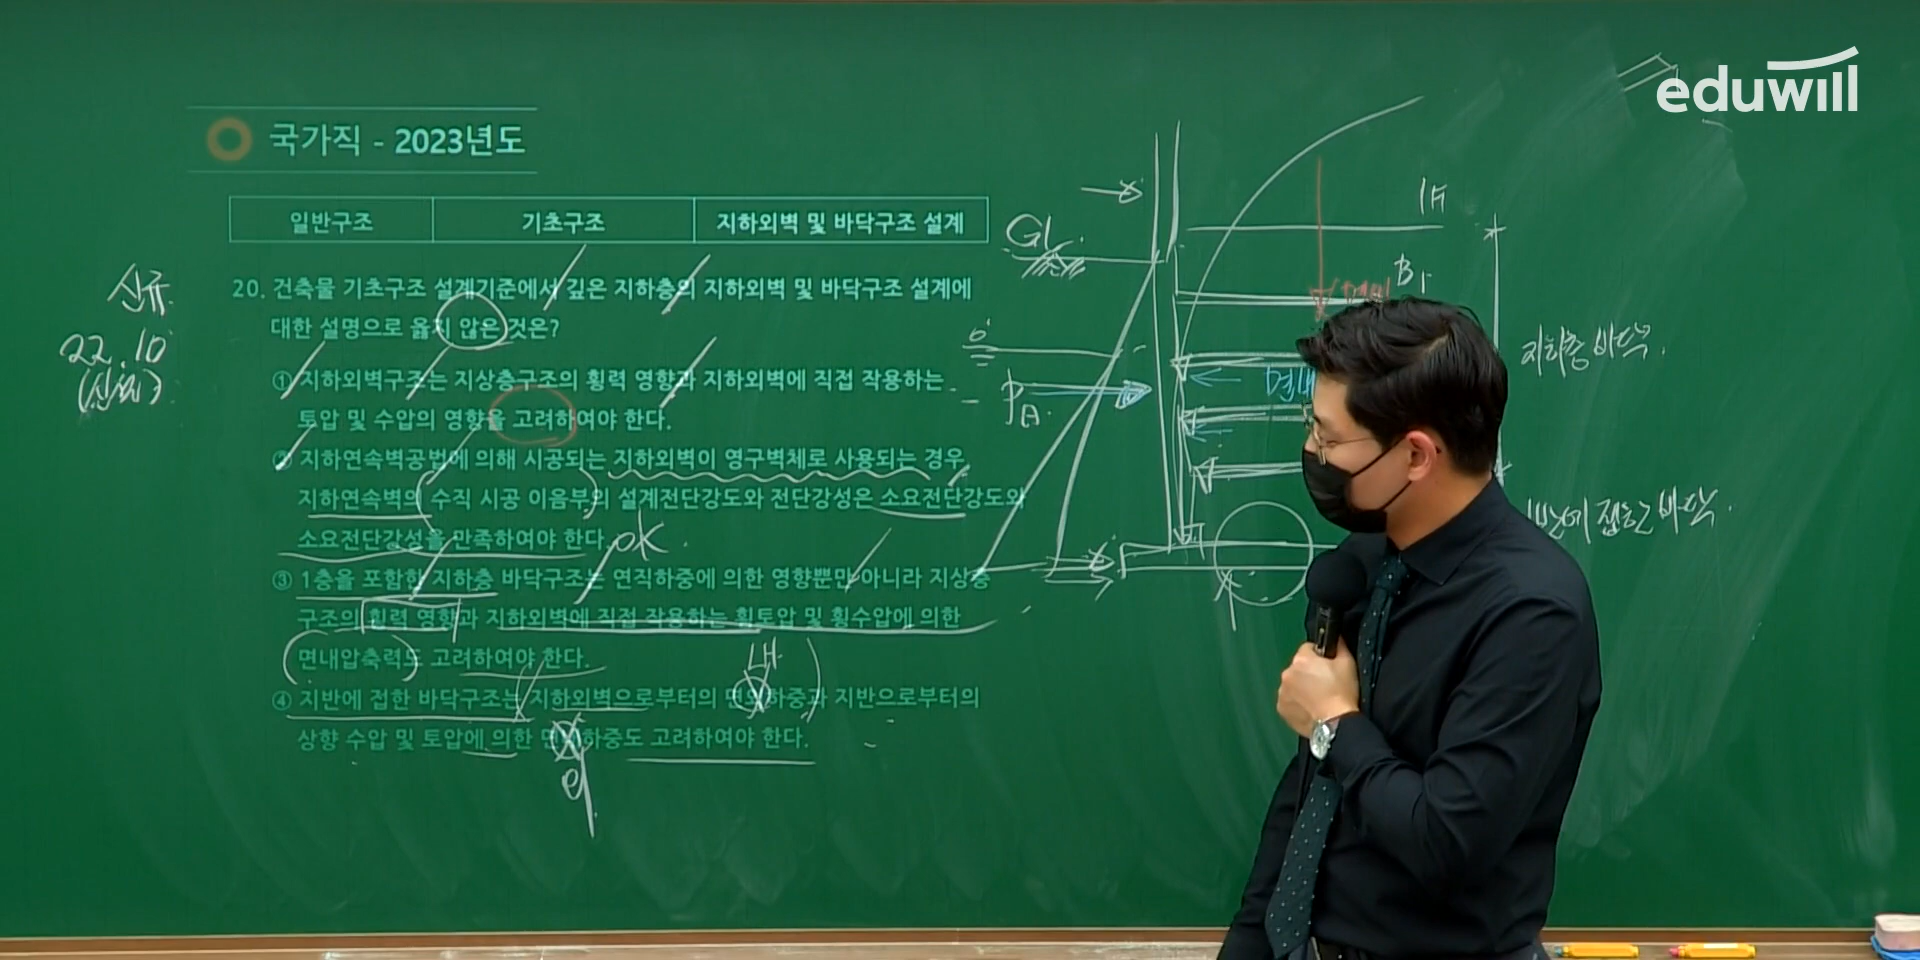 eduwill
국가직 - 2023년도
일반구조 기초구조 지하외벽 및 바닥구조 설계
신규
22.10
20. 건축물 기초구조 설계기준에서 깊은 지하층의 지하외벽 및 바닥구조 설계에
대한 설명으로 옳지 않은 것은?
① 지하외벽구조는 지상층구조의 횡력 영향과 지하외벽에 직접 작용하는
토압 및 수압의 영향을 고려하여야 한다.
② 지하연속벽공법에 의해 시공되는 지하외벽이 영구벽체로 사용되는 경우
지하연속벽의 수직 시공 이음부의 설계전단강도와 전단강성은 소요전단강도와
소요전단강성을 만족하여야 한다.
ok.
③ 1층을 포함한 지하층 바닥구조는 연직하중에 의한 영향뿐만 아니라 지상층
구조의 횡력 영향과 지하외벽에 직접 작용하는 횡토압 및 횡수압에 의한
면내압축력도 고려하여야 한다.
내
④ 지반에 접한 바닥구조는 지하외벽으로부터의 면외하중과 지반으로부터의
상향 수압 및 토압에 의한 면내하중도 고려하여야 한다.
외
1F
GL
B1
지하층 바닥.
PA.
접한 바닥.